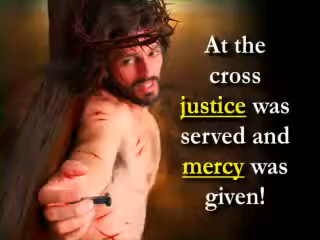 At the
cross
justice was
served and
mercy was
given!